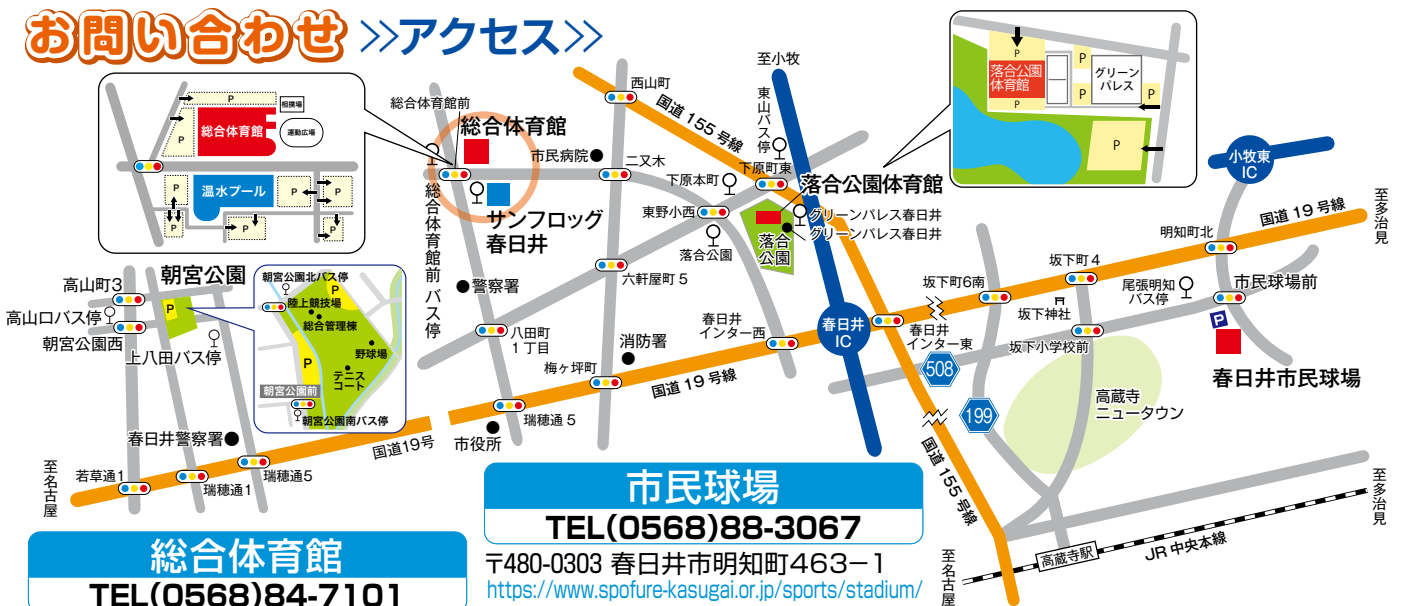 お問い合わせ >>アクセス>>
P
相撲場
総合体育館
運動広場
P
温水プール
P
P
P
P
P
P
P
総合体育館前
総合体育館
サンフロッグ
春日井
総合体育館前バス停
市民病院
西山町
国道155号線
二又木
下原本町
東野小西
落合公園
六軒屋町5
至小牧
東山バス停
下原町東
落合公園体育館
グリーンパレス春日井
グリーンパレス春日井
落合
公園
P
落合公園
体育館
P
P
グリーン
パレス
P
P
P
小牧東
IC
至多治見
国道19号線
明知町北
坂下町4
坂下町6南
尾張明知
バス停
市民球場前
坂下神社
坂下小学校前
P
春日井市民球場
春日井
IC
春日井
インター東
春日井
インター西
508
199
高蔵寺
ニュータウン
警察署
八田町
1丁目
消防署
梅ヶ坪町
国道19号線
瑞穂通5
市役所
朝宮公園
高山町3
高山口バス停
朝宮公園西
上八田バス停
P
朝宮公園北バス停
P
陸上競技場
総合管理棟
野球場
P
テニス
コート
朝宮公園前
朝宮公園南バス停
春日井警察署
国道19号
至名古屋
若草通1
瑞穂通1
瑞穂通5
国道155号線
至多治見
JR中央本線
高蔵寺駅
至名古屋
総合体育館
TEL(0568)84-7101
市民球場
TEL(0568)88-3067
〒480-0303 春日井市明知町463−1
https://www.spofure-kasugai.or.jp/sports/stadium/